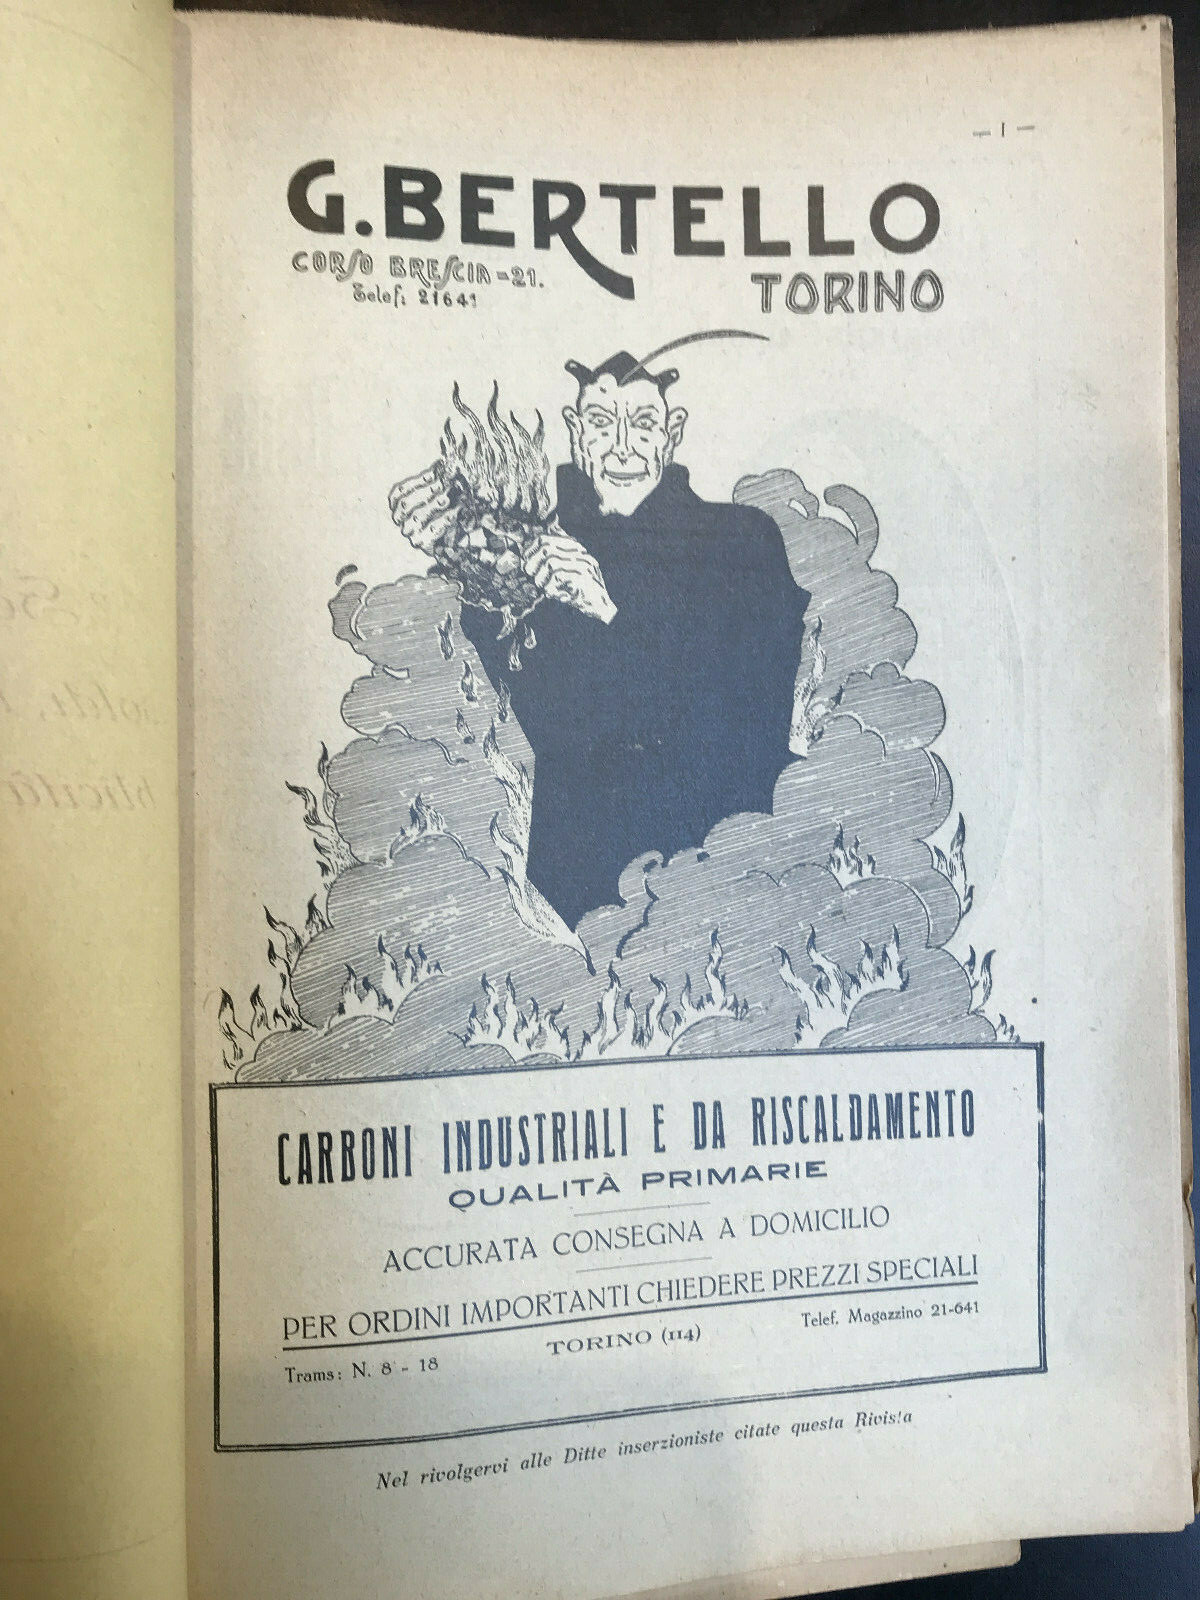 — I —
G. BERTELLO
CORSO BRESCIA = 21.
Telef: 21641
TORINO
CARBONI INDUSTRIALI E DA RISCALDAMENTO
QUALITÀ PRIMARIE
ACCURATA CONSEGNA A DOMICILIO
PER ORDINI IMPORTANTI CHIEDERE PREZZI SPECIALI
Trams: N. 8 - 18
TORINO (114)
Telef. Magazzino 21-641
Nel rivolgervi alle Ditte inserzioniste citate questa Rivista